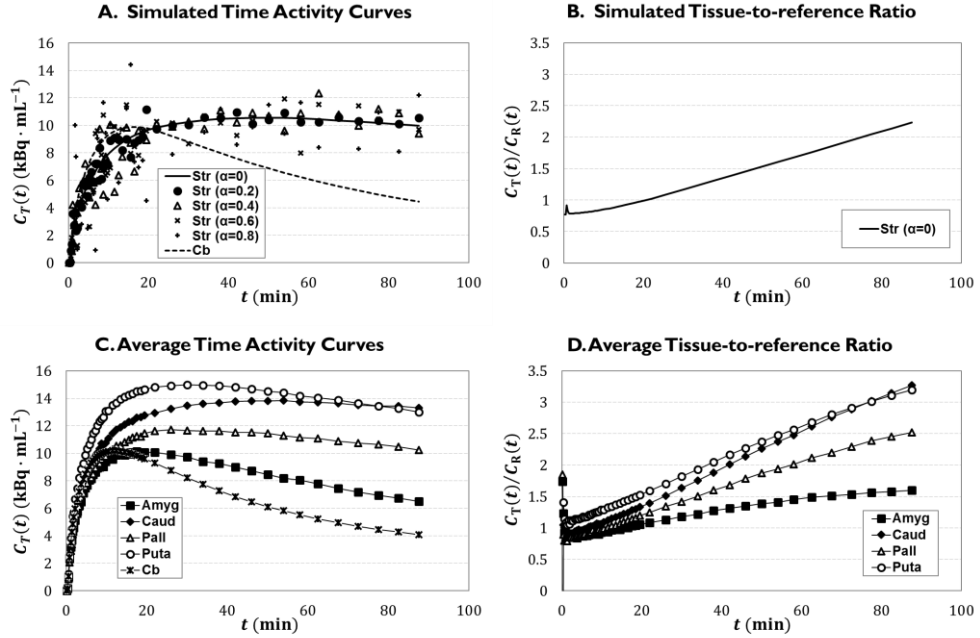 A. Simulated Time Activity Curves
C_T(t) (kBq · mL⁻¹)
16
14
12
10
8
6
4
2
0
Str (α=0)
Str (α=0.2)
Str (α=0.4)
Str (α=0.6)
Str (α=0.8)
Cb
0 20 40 60 80 100
t (min)
B. Simulated Tissue-to-reference Ratio
C_T(t)/C_R(t)
3.5
3
2.5
2
1.5
1
0.5
0
Str (α=0)
0 20 40 60 80 100
t (min)
C. Average Time Activity Curves
C_T(t) (kBq · mL⁻¹)
16
14
12
10
8
6
4
2
0
Amyg
Caud
Pall
Puta
Cb
0 20 40 60 80 100
t (min)
D. Average Tissue-to-reference Ratio
C_T(t)/C_R(t)
3.5
3
2.5
2
1.5
1
0.5
0
Amyg
Caud
Pall
Puta
0 20 40 60 80 100
t (min)